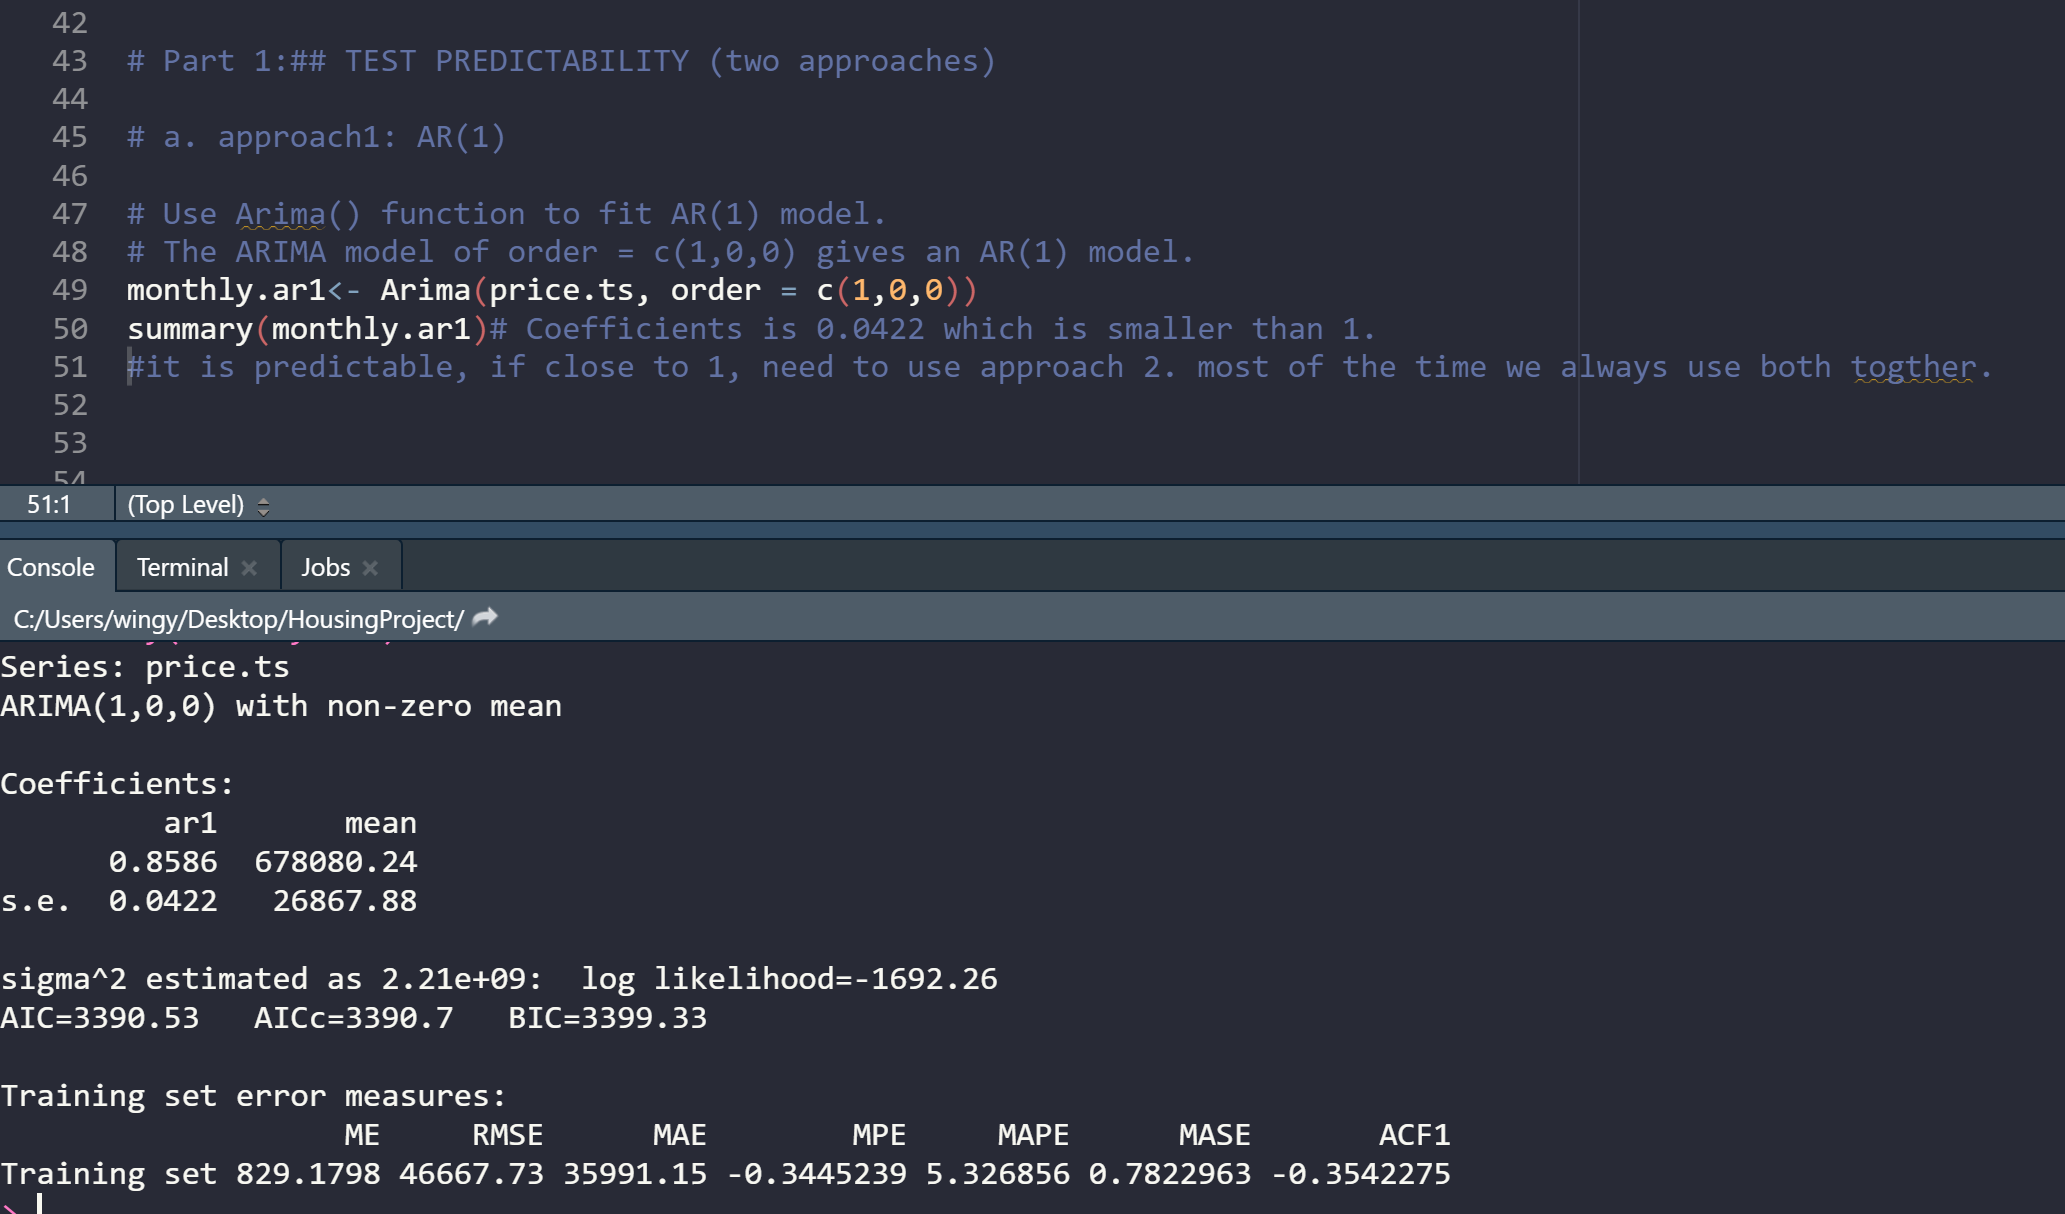 42
43 # Part 1:## TEST PREDICTABILITY (two approaches)
44
45 # a. approach1: AR(1)
46
47 # Use Arima() function to fit AR(1) model.
48 # The ARIMA model of order = c(1,0,0) gives an AR(1) model.
49 monthly.ar1<- Arima(price.ts, order = c(1,0,0))
50 summary(monthly.ar1)# Coefficients is 0.0422 which is smaller than 1.
51 #it is predictable, if close to 1, need to use approach 2. most of the time we always use both togther.
52
53
54
51:1 (Top Level)
Console Terminal Jobs
C:/Users/wingy/Desktop/HousingProject/
Series: price.ts
ARIMA(1,0,0) with non-zero mean
Coefficients:
ar1 mean
0.8586 678080.24
s.e. 0.0422 26867.88
sigma^2 estimated as 2.21e+09: log likelihood=-1692.26
AIC=3390.53 AICc=3390.7 BIC=3399.33
Training set error measures:
ME RMSE MAE MPE MAPE MASE ACF1
Training set 829.1798 46667.73 35991.15 -0.3445239 5.326856 0.7822963 -0.3542275
>